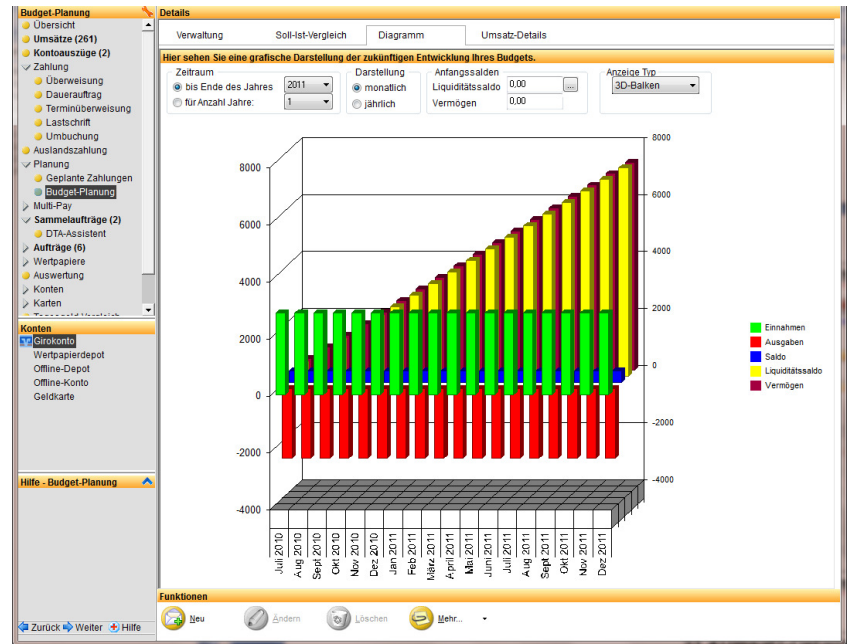 Budget-Planung
Übersicht
Umsätze (261)
Kontoauszüge (2)
Zahlung
Überweisung
Dauerauftrag
Terminüberweisung
Lastschrift
Umbuchung
Auslandszahlung
Planung
Geplante Zahlungen
Budget-Planung
Multi-Pay
Sammelaufträge (2)
DTA-Assistent
Aufträge (6)
Wertpapiere
Auswertung
Konten
Karten
Konten
Girokonto
Wertpapierdepot
Offline-Depot
Offline-Konto
Geldkarte
Hilfe - Budget-Planung
Zurück Weiter Hilfe
Details
Verwaltung Soll-Ist-Vergleich Diagramm Umsatz-Details
Hier sehen Sie eine grafische Darstellung der zukünftigen Entwicklung Ihres Budgets.
Zeitraum Darstellung Anfangssalden Anzeige Typ
bis Ende des Jahres 2011 monatlich Liquiditätssaldo 0,00 ... 3D-Balken
für Anzahl Jahre: 1 jährlich Vermögen 0,00
8000
6000
4000
2000
0
-2000
-4000
8000
6000
4000
2000
0
-2000
-4000
Einnahmen
Ausgaben
Saldo
Liquiditätssaldo
Vermögen
Juli 2010
Aug 2010
Sept 2010
Okt 2010
Nov 2010
Dez 2010
Jan 2011
Feb 2011
März 2011
April 2011
Mai 2011
Juni 2011
Juli 2011
Aug 2011
Sept 2011
Okt 2011
Nov 2011
Dez 2011
Funktionen
Neu Ändern Löschen Mehr...